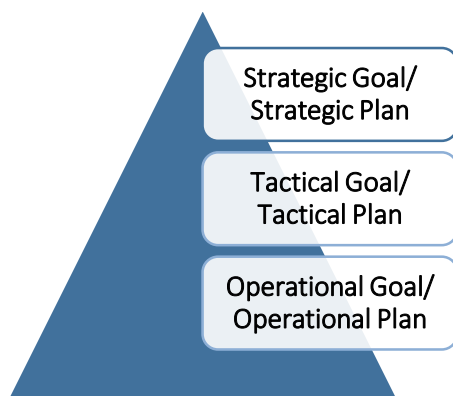 Strategic Goal/
Strategic Plan
Tactical Goal/
Tactical Plan
Operational Goal/
Operational Plan